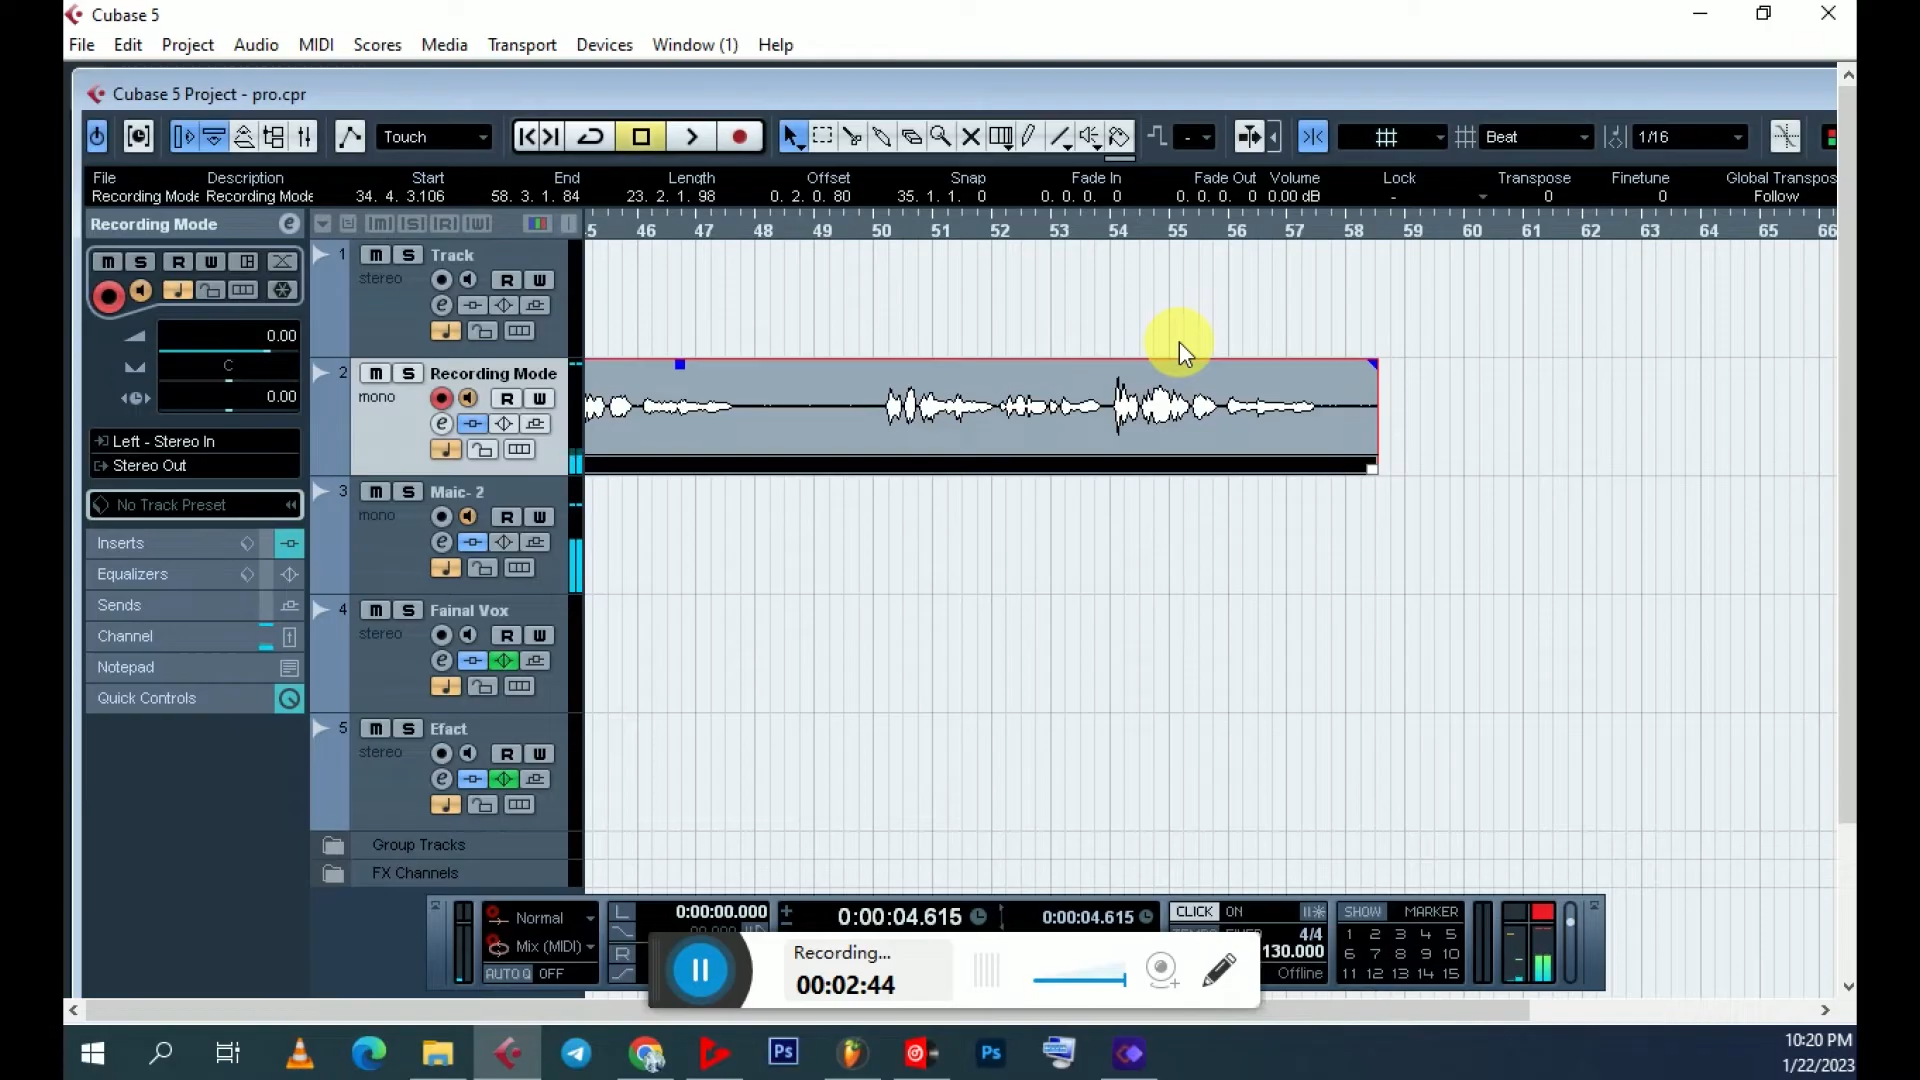 Cubase 5
File Edit Project Audio MIDI Scores Media Transport Devices Window (1) Help
Cubase 5 Project - pro.cpr
Touch - Beat 1/16
File Description Start End Length Offset Snap Fade In Fade Out Volume Lock Transpose Finetune Global Transpos
Recording Mode Recording Mode 34. 4. 3.106 58. 3. 1. 84 23. 2. 1. 98 0. 2. 0. 80 35. 1. 1. 0 0. 0. 0. 0 0. 0. 0. 0 0.00 dB - 0 0 Follow
Recording Mode
5 46 47 48 49 50 51 52 53 54 55 56 57 58 59 60 61 62 63 64 65 66
m S R W
0.00
C
0.00
Left - Stereo In
Stereo Out
No Track Preset
Inserts
Equalizers
Sends
Channel
Notepad
Quick Controls
1 m S Track
stereo R W
2 m S Recording Mode
mono R W
3 m S Maic- 2
mono R W
4 m S Fainal Vox
stereo R W
5 m S Efact
stereo R W
Group Tracks
FX Channels
Normal
Mix (MIDI)
AUTO Q OFF
L 0:00:00.000
R
0:00:04.615 0:00:04.615
CLICK ON
4/4
130.000
Offline
SHOW MARKER
1 2 3 4 5
6 7 8 9 10
11 12 13 14 15
Recording...
00:02:44
Ps
Ps
10:20 PM
1/22/2023